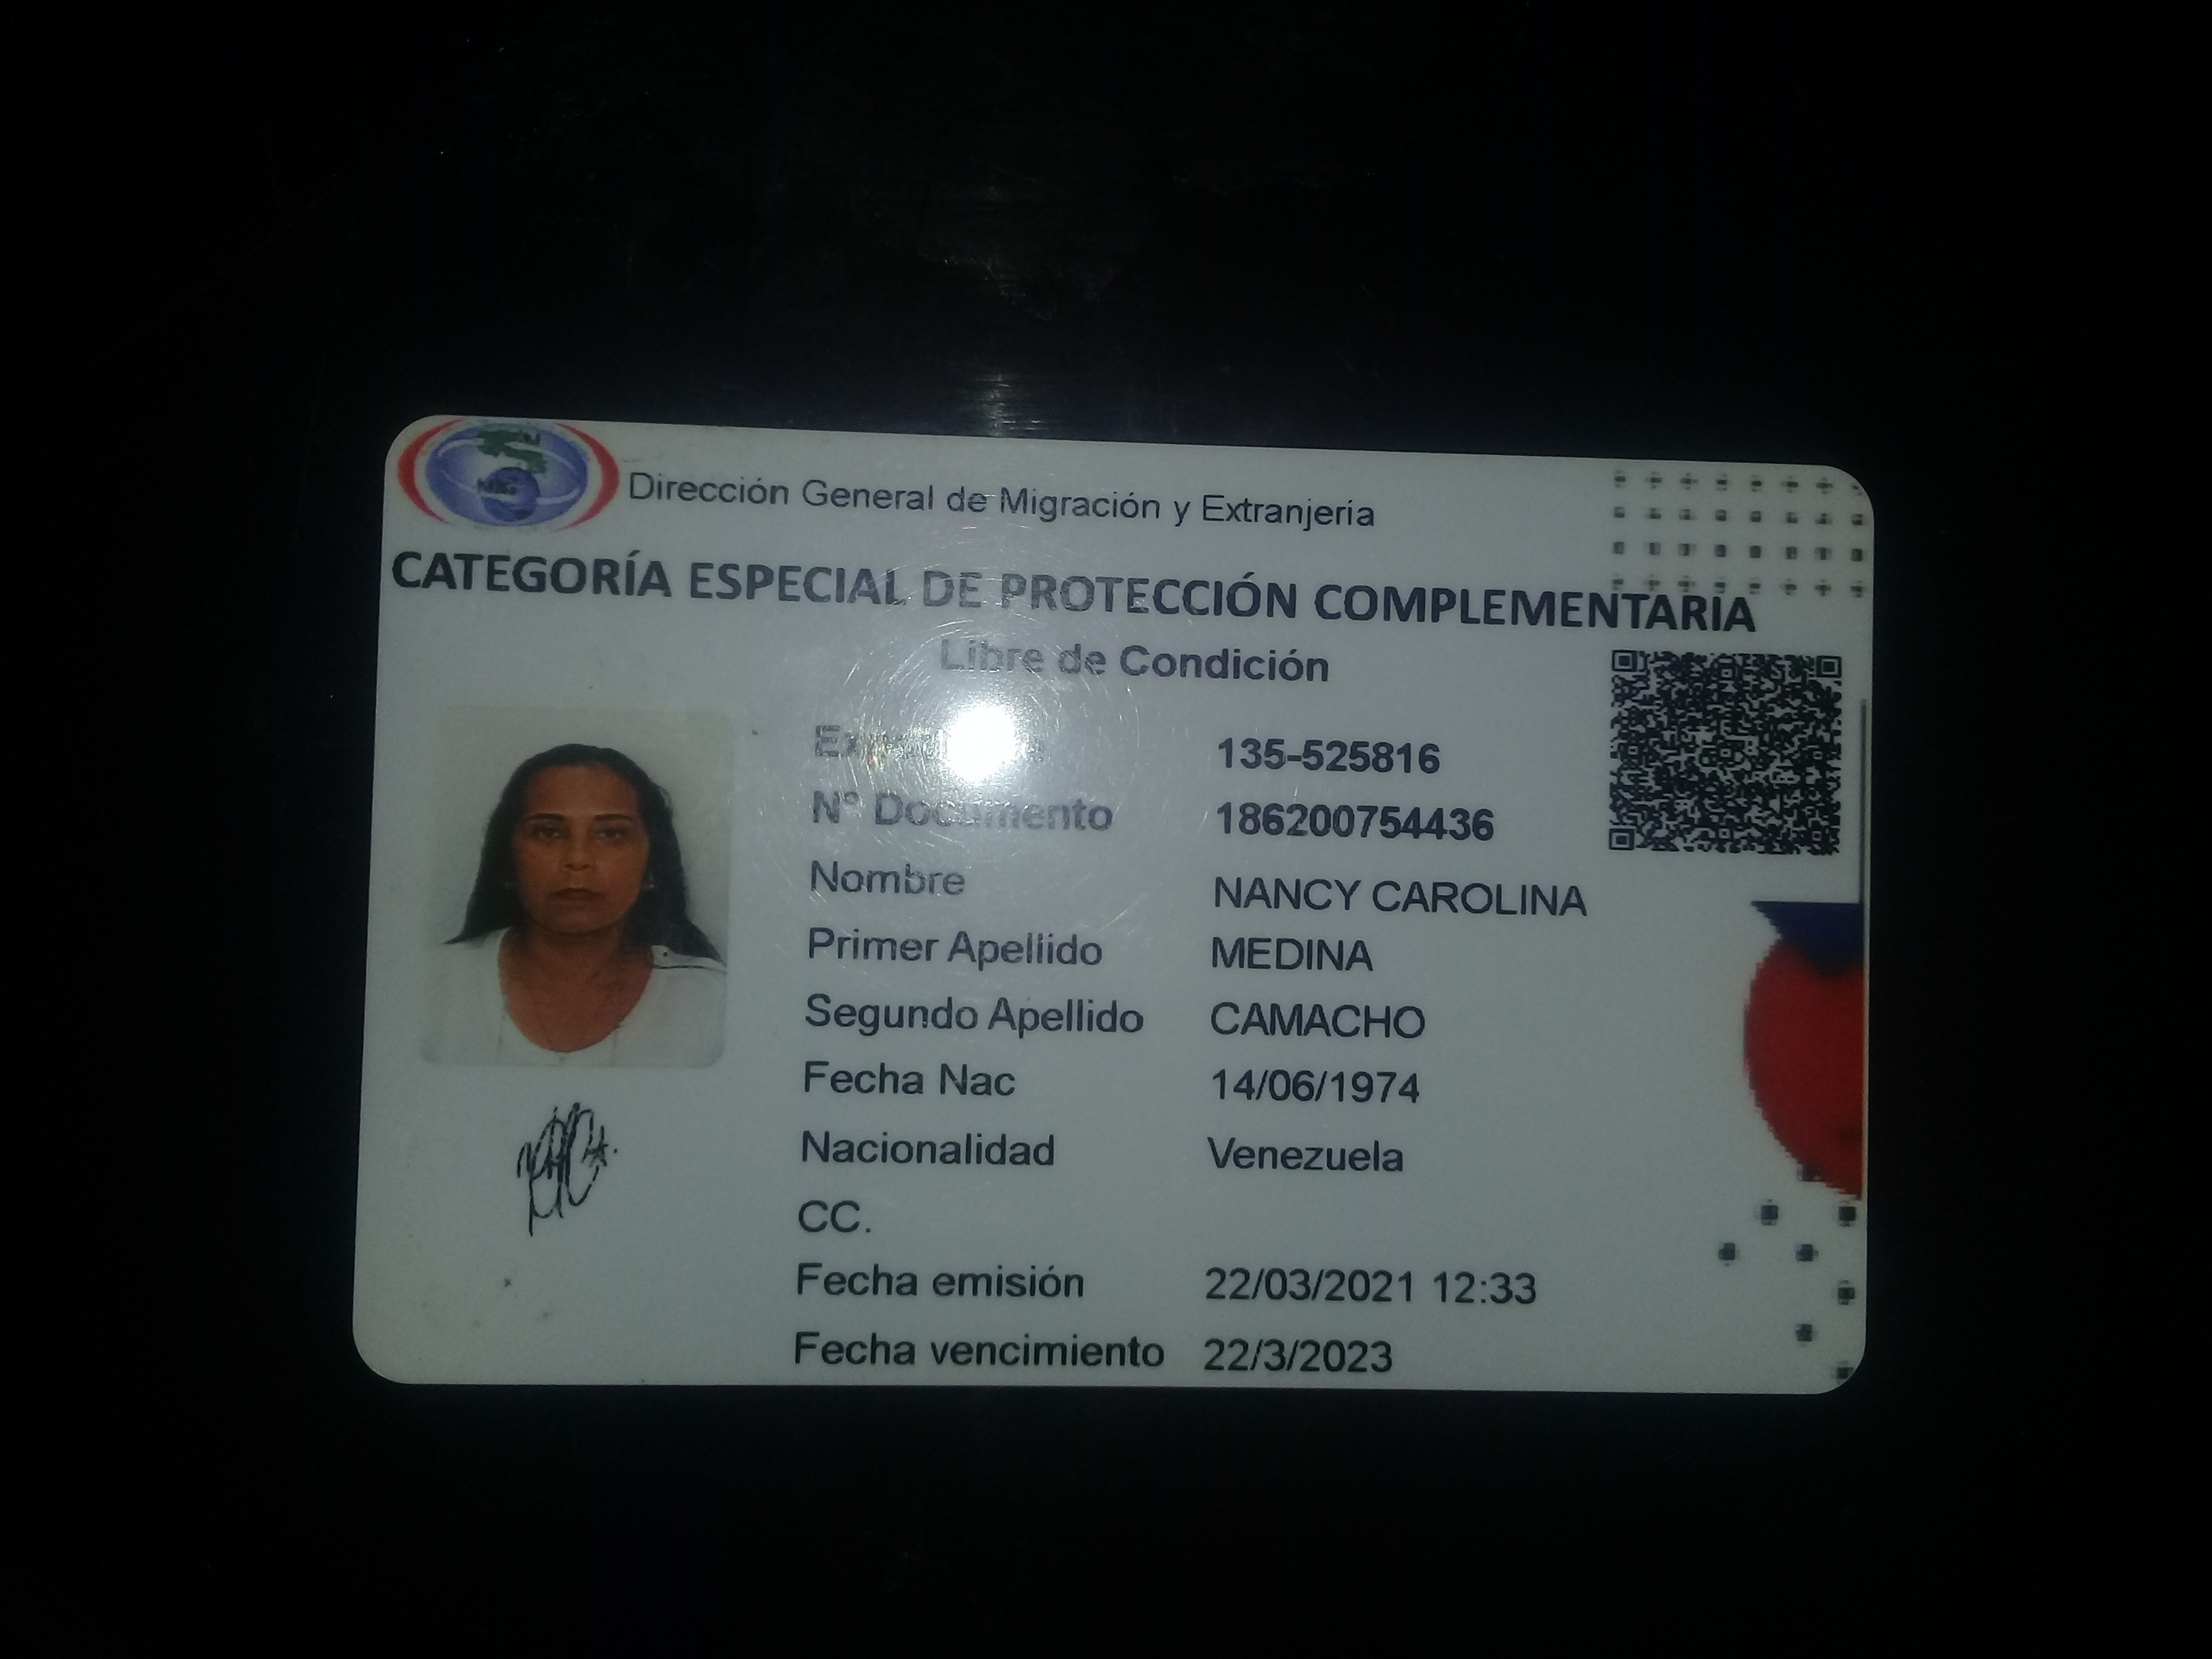 Dirección General de Migración y Extranjería
CATEGORÍA ESPECIAL DE PROTECCIÓN COMPLEMENTARIA
Libre de Condición
135-525816
N° Documento 186200754436
Nombre NANCY CAROLINA
Primer Apellido MEDINA
Segundo Apellido CAMACHO
Fecha Nac 14/06/1974
Nacionalidad Venezuela
CC.
Fecha emisión 22/03/2021 12:33
Fecha vencimiento 22/3/2023